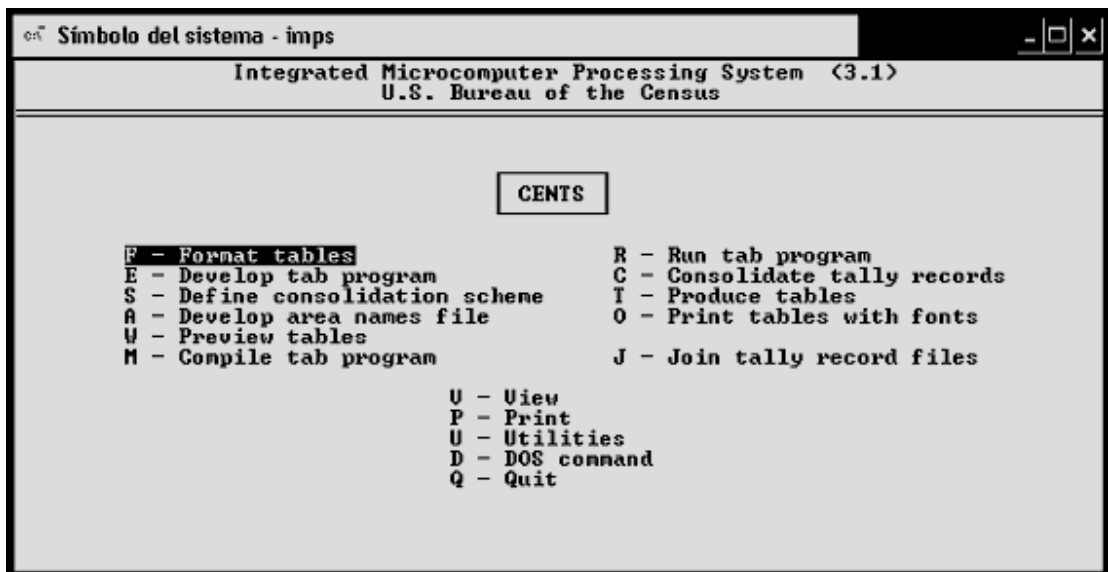 Símbolo del sistema - imps
Integrated Microcomputer Processing System (3.1)
U.S. Bureau of the Census
CENTS
F - Format tables
E - Develop tab program
S - Define consolidation scheme
A - Develop area names file
W - Preview tables
M - Compile tab program
R - Run tab program
C - Consolidate tally records
T - Produce tables
O - Print tables with fonts
J - Join tally record files
V - View
P - Print
U - Utilities
D - DOS command
Q - Quit